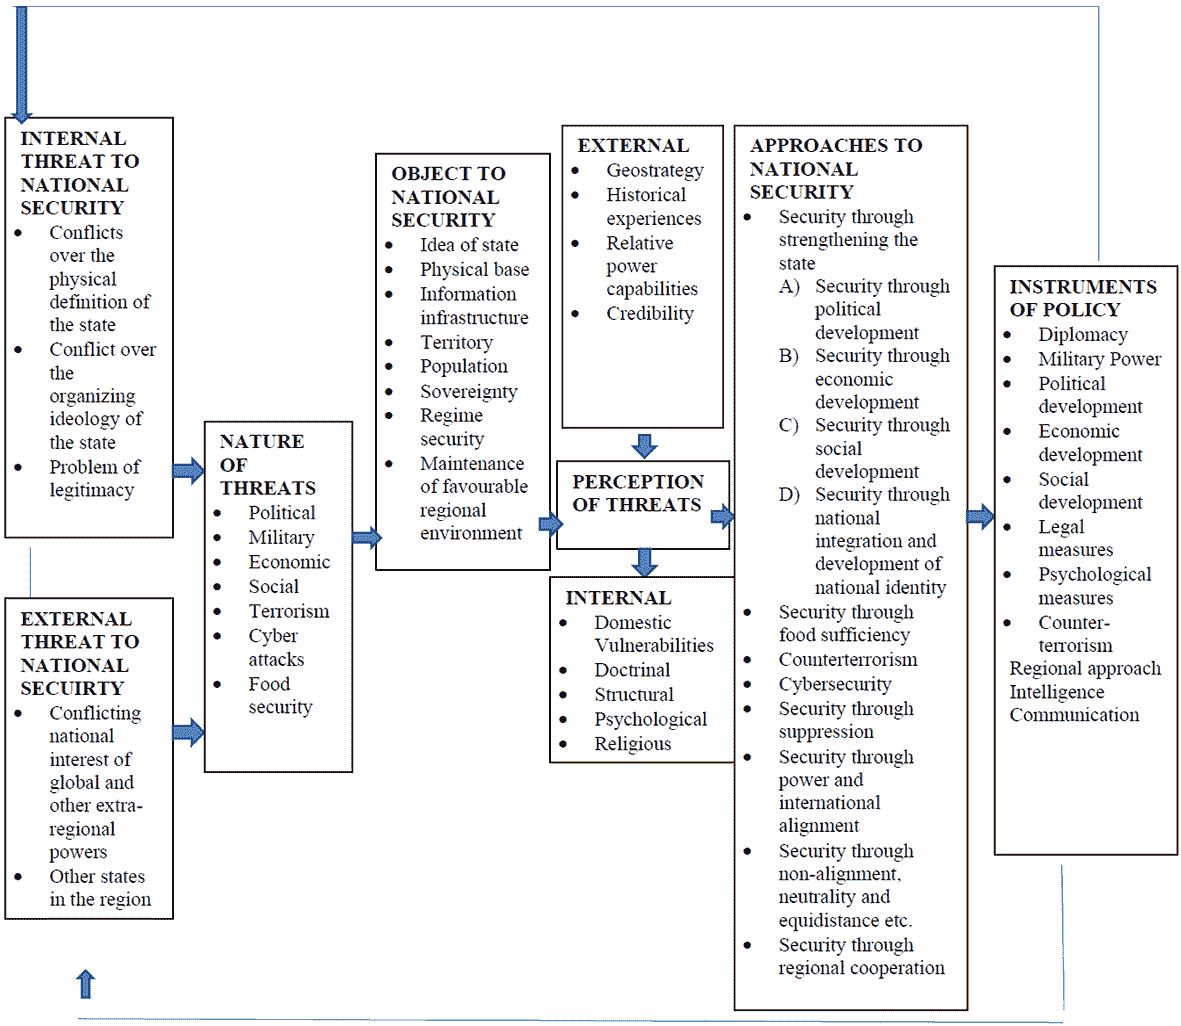 INTERNAL
THREAT TO
NATIONAL
SECURITY
• Conflicts
over the
physical
definition of
the state
• Conflict over
the
organizing
ideology of
the state
• Problem of
legitimacy
EXTERNAL
THREAT TO
NATIONAL
SECUIRTY
• Conflicting
national
interest of
global and
other extra-
regional
powers
• Other states
in the region
NATURE
OF
THREATS
• Political
• Military
• Economic
• Social
• Terrorism
• Cyber
attacks
• Food
security
OBJECT TO
NATIONAL
SECURITY
• Idea of state
• Physical base
• Information
infrastructure
• Territory
• Population
• Sovereignty
• Regime
security
• Maintenance
of favourable
regional
environment
EXTERNAL
• Geostrategy
• Historical
experiences
• Relative
power
capabilities
• Credibility
PERCEPTION
OF THREATS
INTERNAL
• Domestic
Vulnerabilities
• Doctrinal
• Structural
• Psychological
• Religious
APPROACHES TO
NATIONAL
SECURITY
• Security through
strengthening the
state
A) Security through
political
development
B) Security through
economic
development
C) Security through
social
development
D) Security through
national
integration and
development of
national identity
• Security through
food sufficiency
• Counterterrorism
• Cybersecurity
• Security through
suppression
• Security through
power and
international
alignment
• Security through
non-alignment,
neutrality and
equidistance etc.
• Security through
regional cooperation
INSTRUMENTS
OF POLICY
• Diplomacy
• Military Power
• Political
development
• Economic
development
• Social
development
• Legal
measures
• Psychological
measures
• Counter-
terrorism
Regional approach
Intelligence
Communication